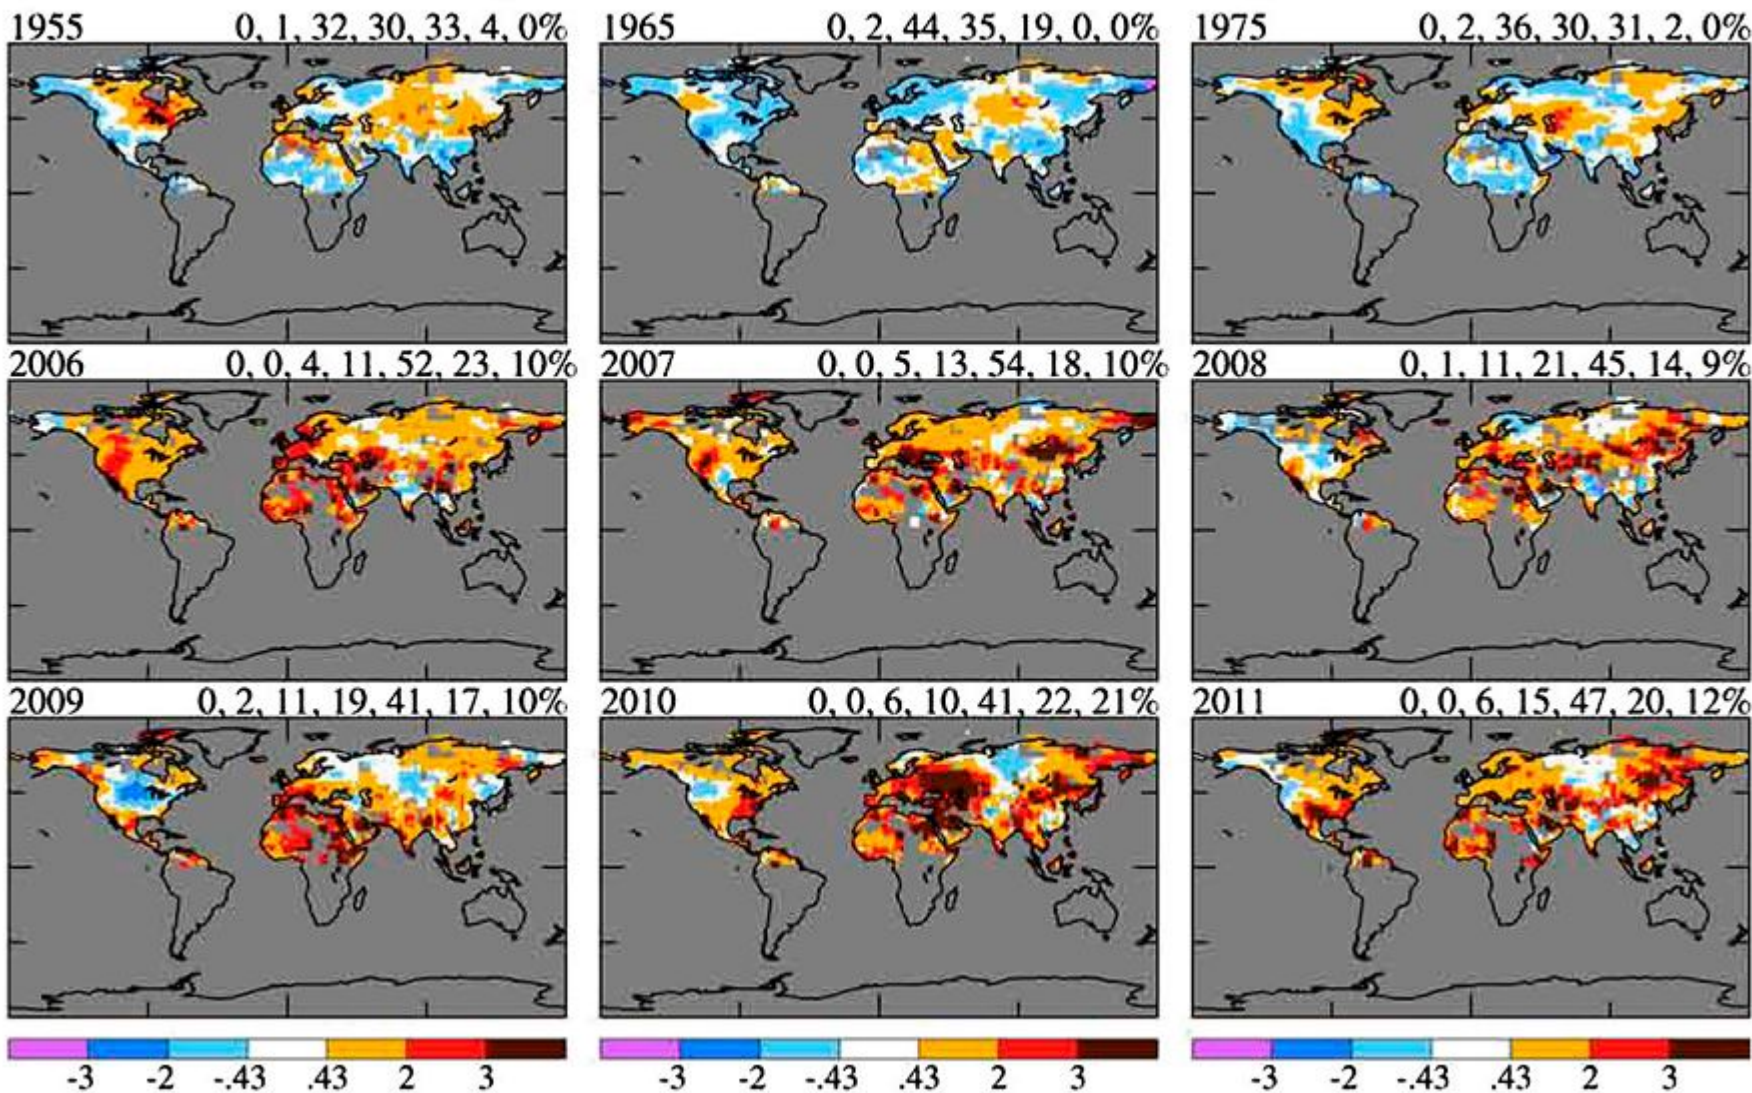 1955 0, 1, 32, 30, 33, 4, 0%
1965 0, 2, 44, 35, 19, 0, 0%
1975 0, 2, 36, 30, 31, 2, 0%
2006 0, 0, 4, 11, 52, 23, 10%
2007 0, 0, 5, 13, 54, 18, 10%
2008 0, 1, 11, 21, 45, 14, 9%
2009 0, 2, 11, 19, 41, 17, 10%
2010 0, 0, 6, 10, 41, 22, 21%
2011 0, 0, 6, 15, 47, 20, 12%
-3 -2 -.43 .43 2 3
-3 -2 -.43 .43 2 3
-3 -2 -.43 .43 2 3